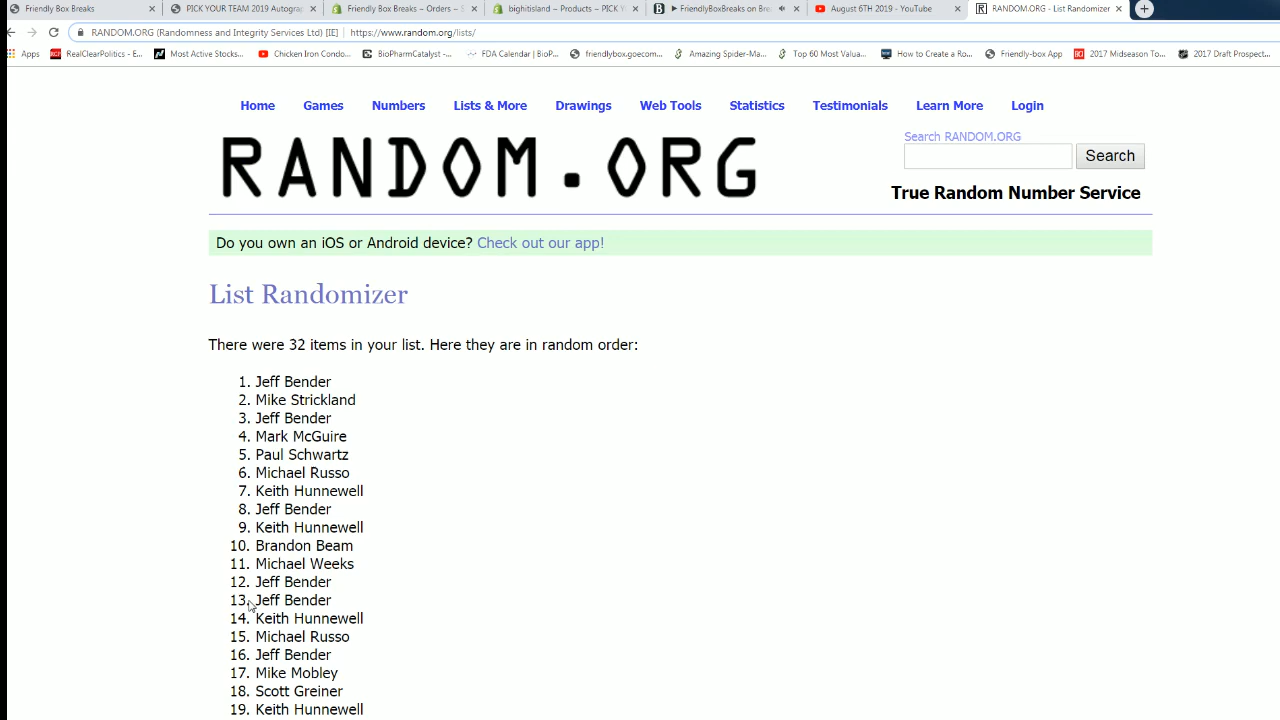 Friendly Box Breaks
PICK YOUR TEAM 2019 Autograp
Friendly Box Breaks – Orders –
bighitisland – Products – PICK Y
FriendlyBoxBreaks on Bre
August 6TH 2019 - YouTube
RANDOM.ORG - List Randomizer
RANDOM.ORG (Randomness and Integrity Services Ltd) [IE] | https://www.random.org/lists/
Apps RealClearPolitics - E... Most Active Stocks... Chicken Iron Condo... BioPharmCatalyst -... FDA Calendar | BioP... friendlybox.goecom... Amazing Spider-Ma... Top 60 Most Valua... How to Create a Ro... Friendly-box App 2017 Midseason To... 2017 Draft Prospect...
Home Games Numbers Lists & More Drawings Web Tools Statistics Testimonials Learn More Login
RANDOM.ORG
Search RANDOM.ORG
Search
True Random Number Service
Do you own an iOS or Android device? Check out our app!
List Randomizer
There were 32 items in your list. Here they are in random order:
1. Jeff Bender
2. Mike Strickland
3. Jeff Bender
4. Mark McGuire
5. Paul Schwartz
6. Michael Russo
7. Keith Hunnewell
8. Jeff Bender
9. Keith Hunnewell
10. Brandon Beam
11. Michael Weeks
12. Jeff Bender
13. Jeff Bender
14. Keith Hunnewell
15. Michael Russo
16. Jeff Bender
17. Mike Mobley
18. Scott Greiner
19. Keith Hunnewell